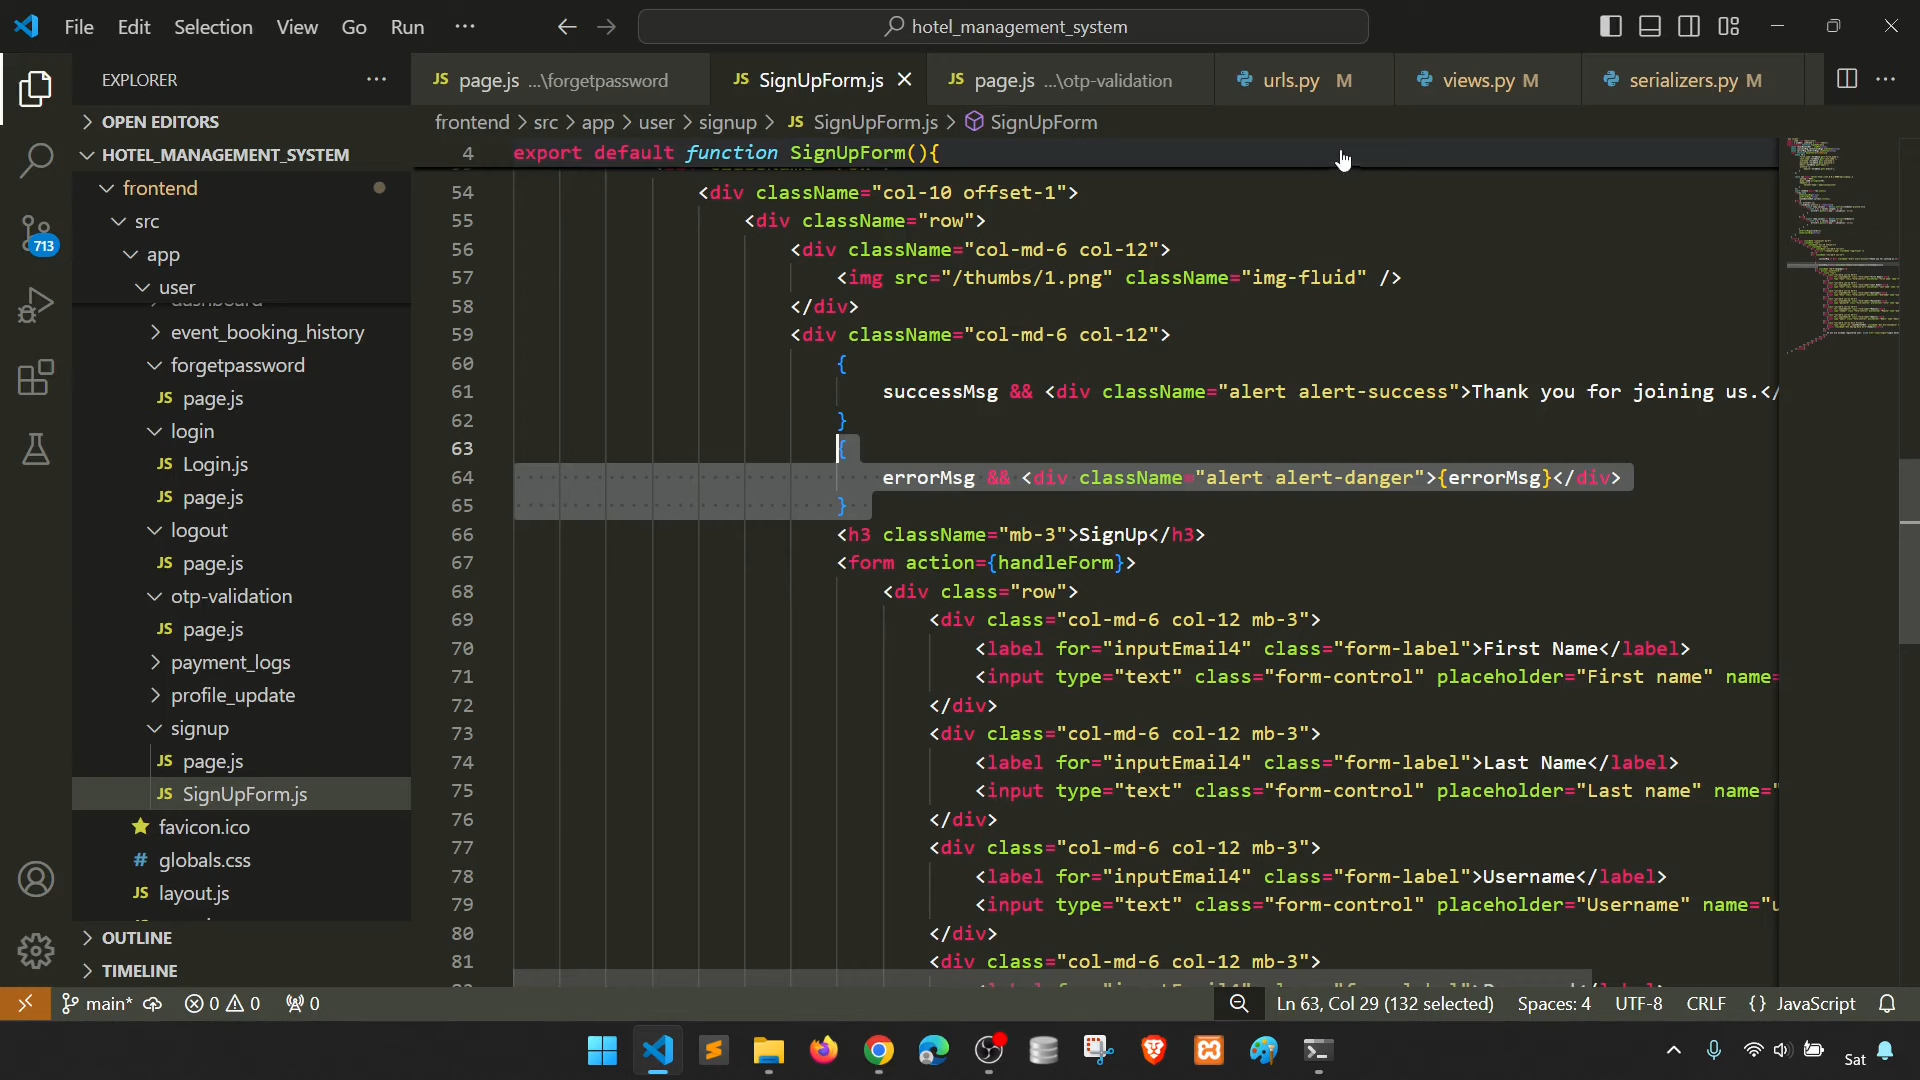 File Edit Selection View Go Run ···
hotel_management_system
EXPLORER
JS page.js ...\forgetpassword
JS SignUpForm.js
JS page.js ...\otp-validation
urls.py M
views.py M
serializers.py M
OPEN EDITORS
HOTEL_MANAGEMENT_SYSTEM
frontend
src
app
user
event_booking_history
forgetpassword
JS page.js
login
JS Login.js
JS page.js
logout
JS page.js
otp-validation
JS page.js
payment_logs
profile_update
signup
JS page.js
JS SignUpForm.js
favicon.ico
# globals.css
JS layout.js
OUTLINE
TIMELINE
713
frontend > src > app > user > signup > JS SignUpForm.js > SignUpForm
4 export default function SignUpForm(){
54 <div className="col-10 offset-1">
55 <div className="row">
56 <div className="col-md-6 col-12">
57 <img src="/thumbs/1.png" className="img-fluid" />
58 </div>
59 <div className="col-md-6 col-12">
60 {
61 successMsg && <div className="alert alert-success">Thank you for joining us.</
62 }
63 {
64 errorMsg && <div className="alert alert-danger">{errorMsg}</div>
65 }
66 <h3 className="mb-3">SignUp</h3>
67 <form action={handleForm}>
68 <div class="row">
69 <div class="col-md-6 col-12 mb-3">
70 <label for="inputEmail4" class="form-label">First Name</label>
71 <input type="text" class="form-control" placeholder="First name" name=
72 </div>
73 <div class="col-md-6 col-12 mb-3">
74 <label for="inputEmail4" class="form-label">Last Name</label>
75 <input type="text" class="form-control" placeholder="Last name" name="
76 </div>
77 <div class="col-md-6 col-12 mb-3">
78 <label for="inputEmail4" class="form-label">Username</label>
79 <input type="text" class="form-control" placeholder="Username" name="u
80 </div>
81 <div class="col-md-6 col-12 mb-3">
main* 0 0 0 Ln 63, Col 29 (132 selected) Spaces: 4 UTF-8 CRLF {} JavaScript
Sat